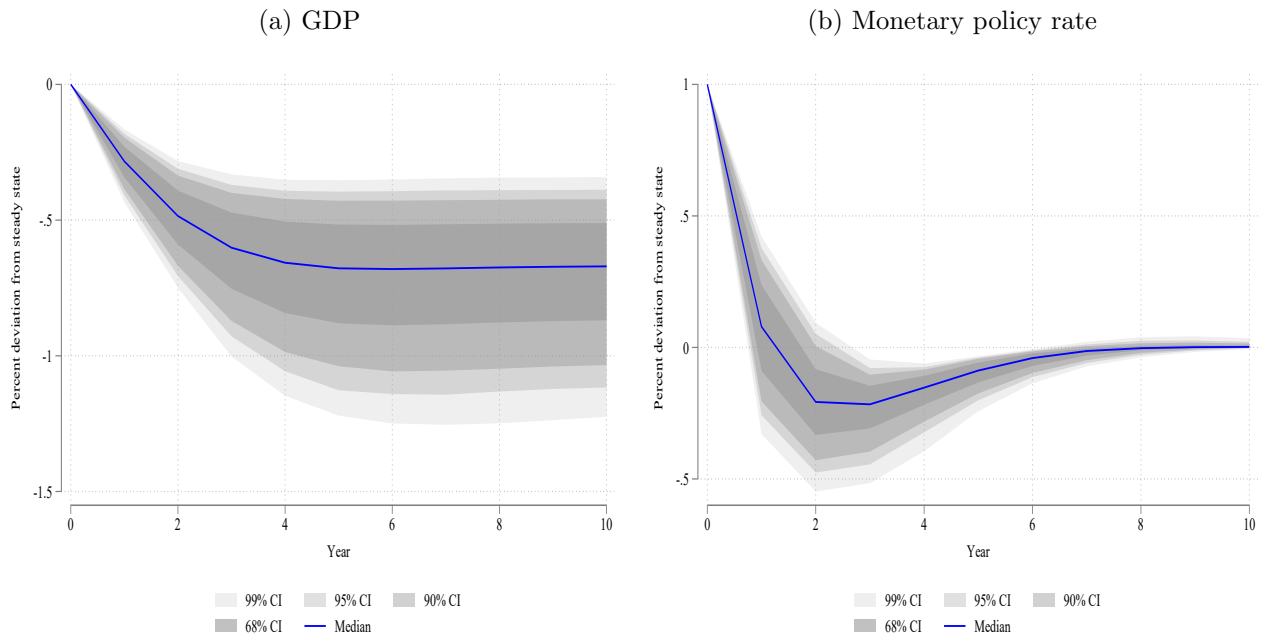 (a) GDP
Percent deviation from steady state
0
-.5
-1
-1.5
0 2 4 6 8 10
Year
99% CI 95% CI 90% CI
68% CI Median
(b) Monetary policy rate
Percent deviation from steady state
1
.5
0
-.5
0 2 4 6 8 10
Year
99% CI 95% CI 90% CI
68% CI Median